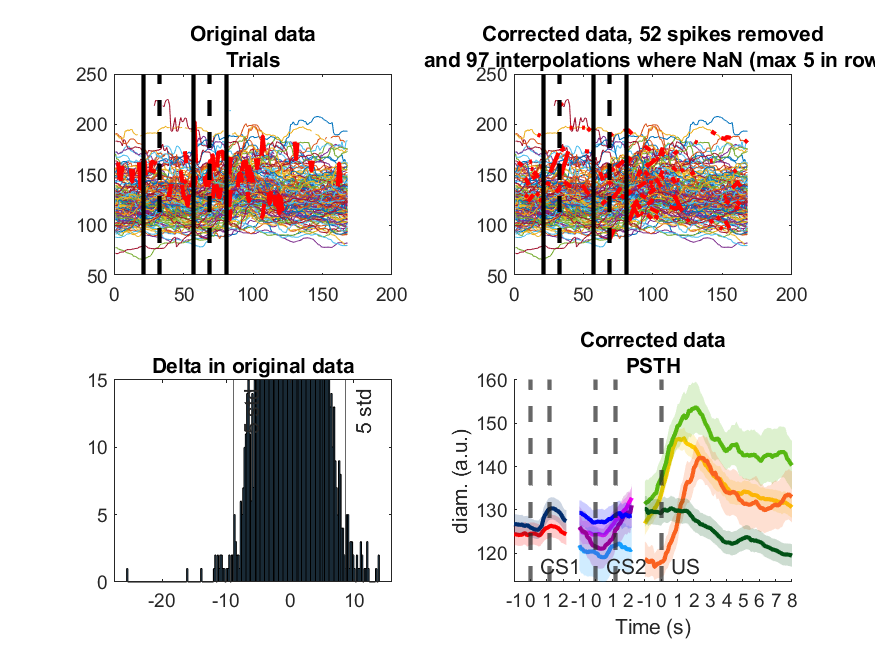 Original data
Trials
250
200
150
100
50
0 50 100 150 200
Corrected data, 52 spikes removed
and 97 interpolations where NaN (max 5 in row
250
200
150
100
50
0 50 100 150 200
Delta in original data
15
10
5
0
-20 -10 0 10
5 std
Corrected data
PSTH
160
150
140
130
120
diam. (a.u.)
CS1 CS2 US
-1 0 1 2 -1 0 1 2 -1 0 1 2 3 4 5 6 7 8
Time (s)